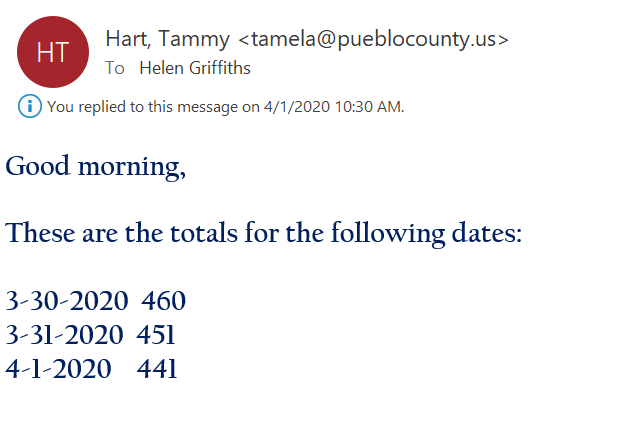 HT
Hart, Tammy <tamela@pueblocounty.us>
To Helen Griffiths
i You replied to this message on 4/1/2020 10:30 AM.
Good morning,
These are the totals for the following dates:
3-30-2020 460
3-31-2020 451
4-1-2020 441